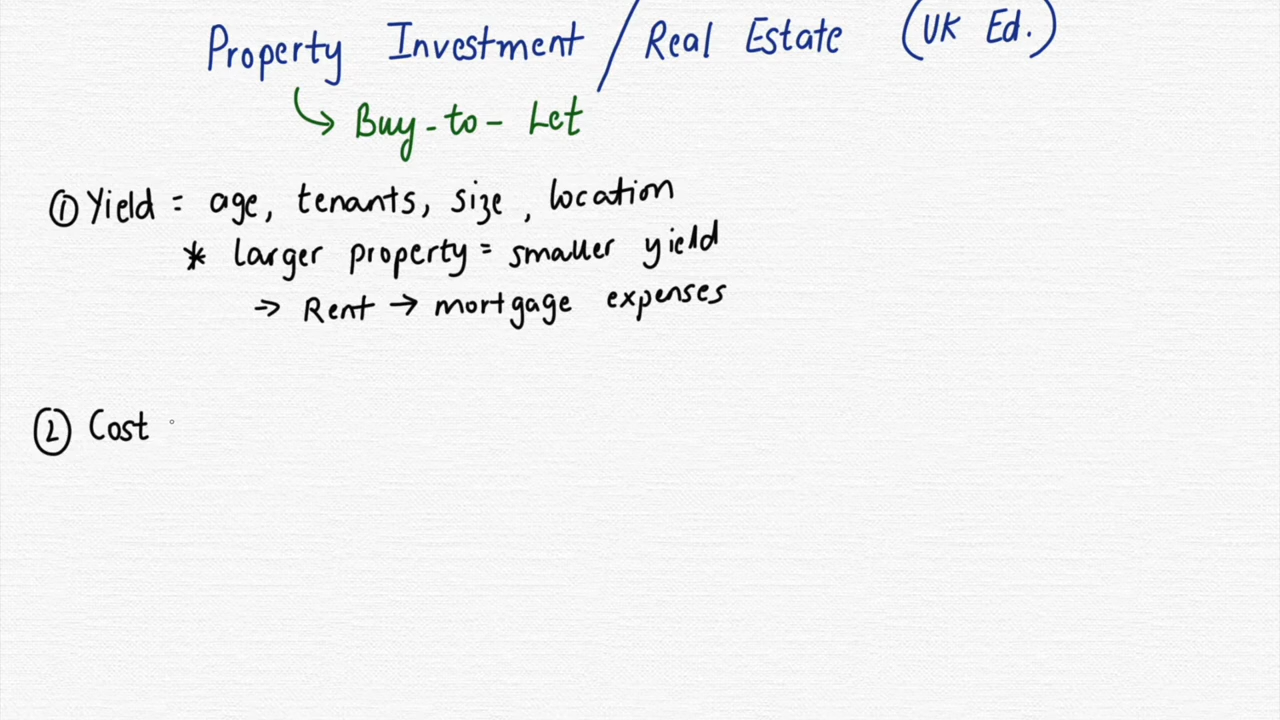 Property Investment / Real Estate (UK Ed.)
↳ Buy-to-Let
① Yield = age, tenants, size, location
* larger property = smaller yield
→ Rent → mortgage expenses
② Cost